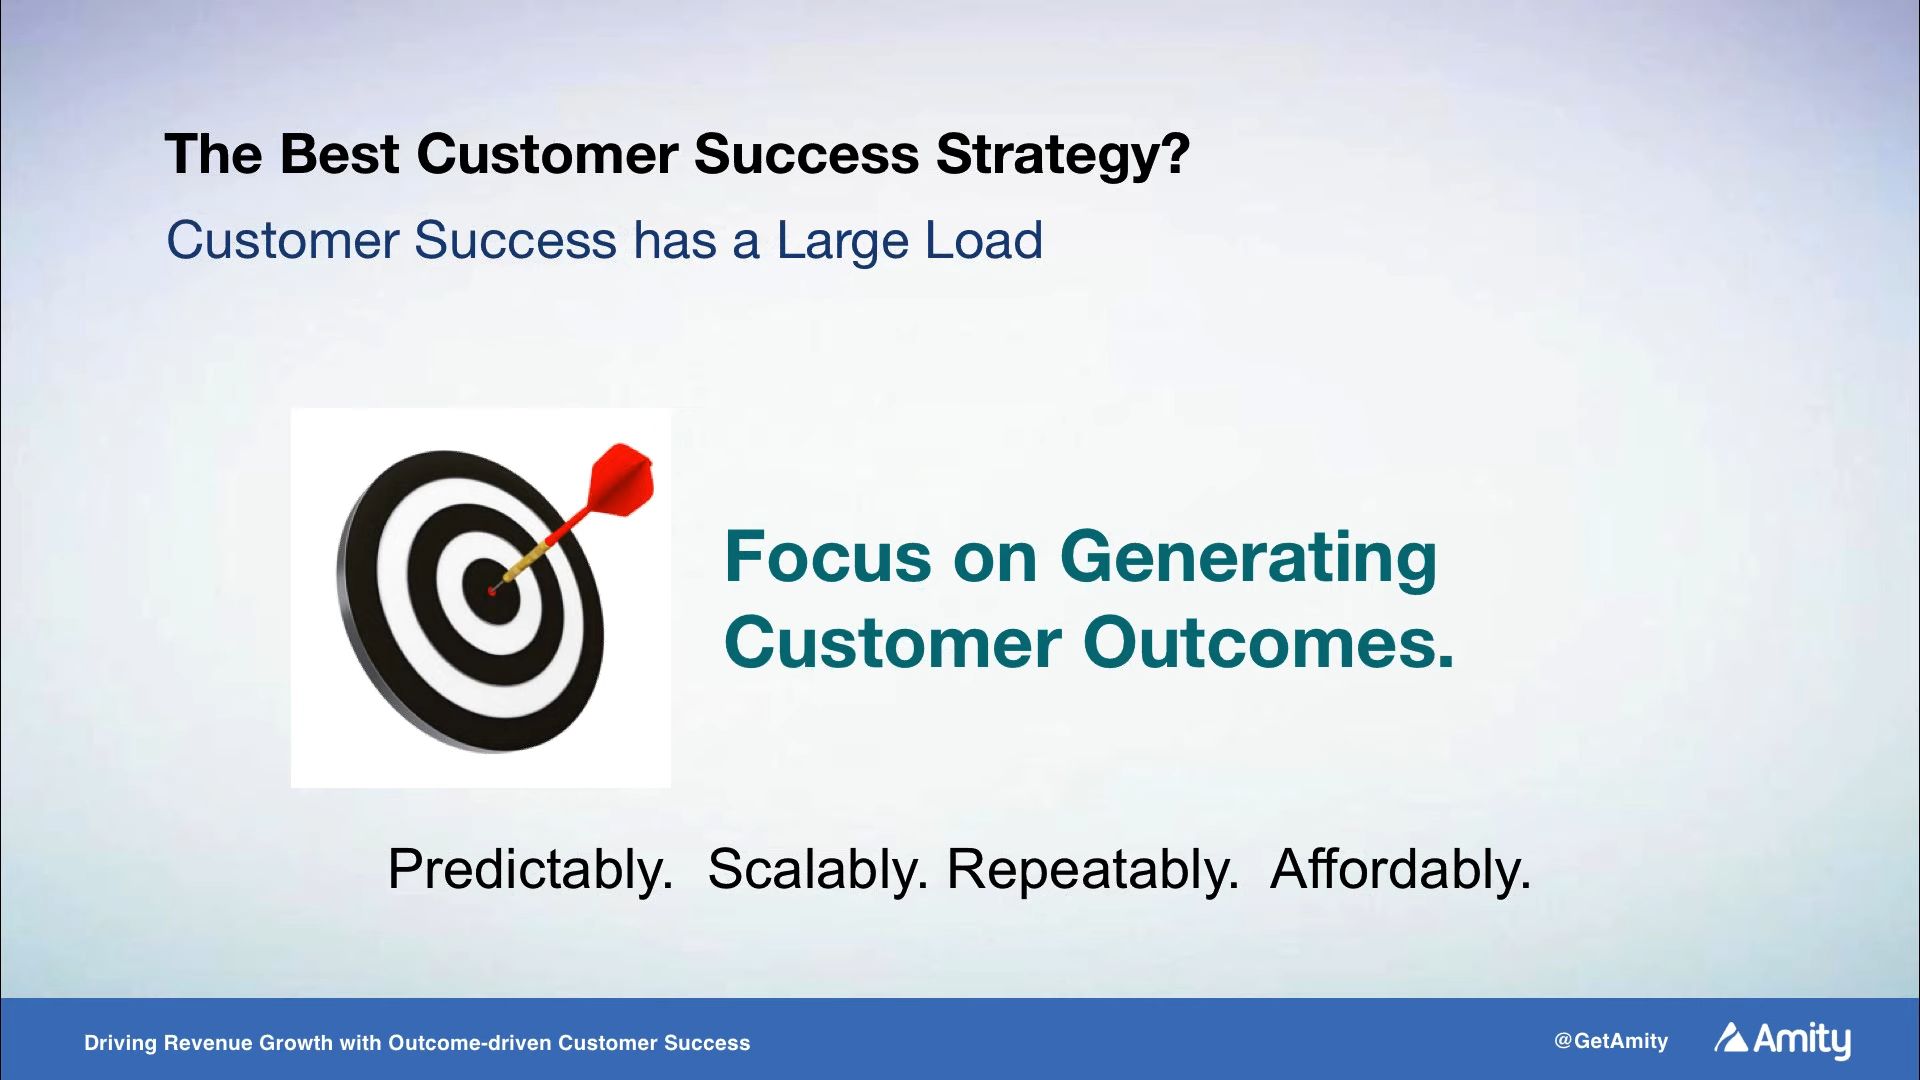 The Best Customer Success Strategy?
Customer Success has a Large Load
Focus on Generating
Customer Outcomes.
Predictably. Scalably. Repeatably. Affordably.
Driving Revenue Growth with Outcome-driven Customer Success
@GetAmity
Amity